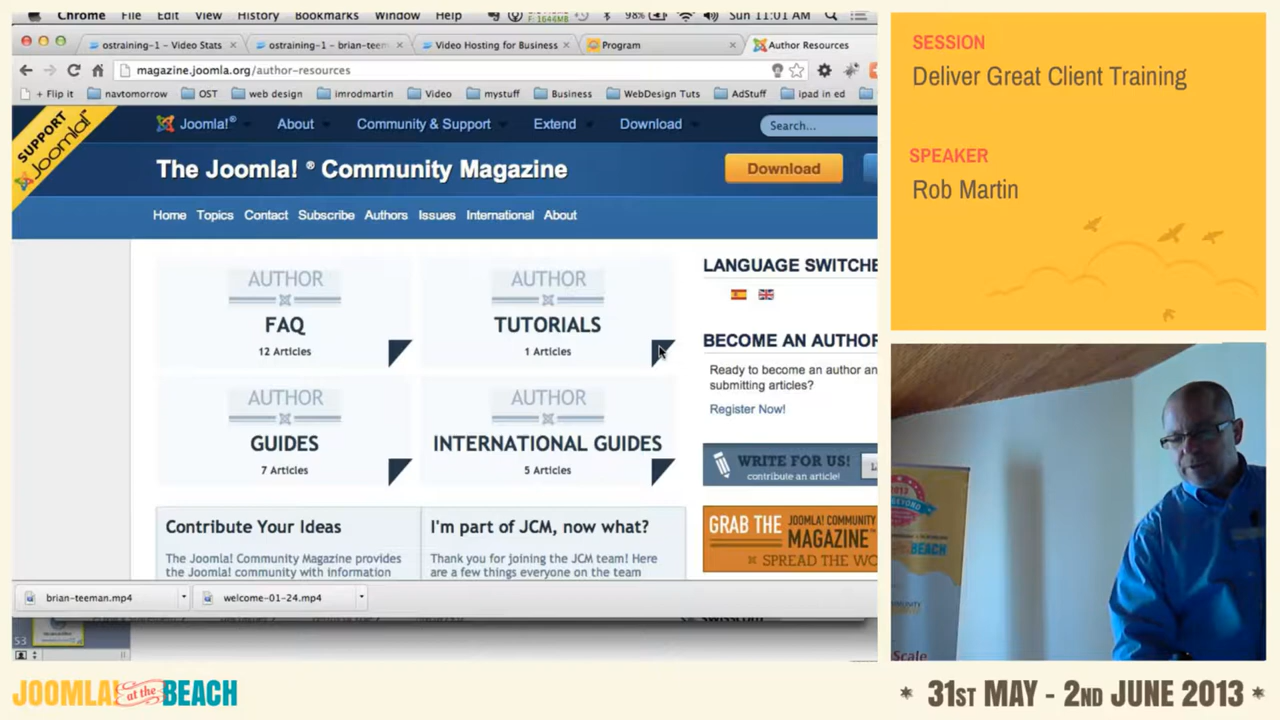 Chrome File Edit View History Bookmarks Window Help 98% Sun 11:01 AM
ostraining-1 – Video Stats × ostraining-1 – brian-teem × Video Hosting for Business × Program × Author Resources
magazine.joomla.org/author-resources
+ Flip it navtomorrow OST web design imrodmartin Video mystuff Business WebDesign Tuts AdStuff ipad in ed
SUPPORT
Joomla!
Joomla!® About Community & Support Extend Download Search...
The Joomla! ® Community Magazine
Download
Home Topics Contact Subscribe Authors Issues International About
AUTHOR
FAQ
12 Articles
AUTHOR
TUTORIALS
1 Articles
AUTHOR
GUIDES
7 Articles
AUTHOR
INTERNATIONAL GUIDES
5 Articles
LANGUAGE SWITCHE
BECOME AN AUTHOR
Ready to become an author an
submitting articles?
Register Now!
WRITE FOR US!
contribute an article!
GRAB THE JOOMLA! COMMUNITY
MAGAZINE
SPREAD THE WO
Contribute Your Ideas
The Joomla! Community Magazine provides
the Joomla! community with information
I'm part of JCM, now what?
Thank you for joining the JCM team! Here
are a few things everyone on the team
brian-teeman.mp4 welcome-01-24.mp4
53
SESSION
Deliver Great Client Training
SPEAKER
Rob Martin
2013
BEACH
Scale
JOOMLA! at the BEACH
* 31ST MAY - 2ND JUNE 2013 *